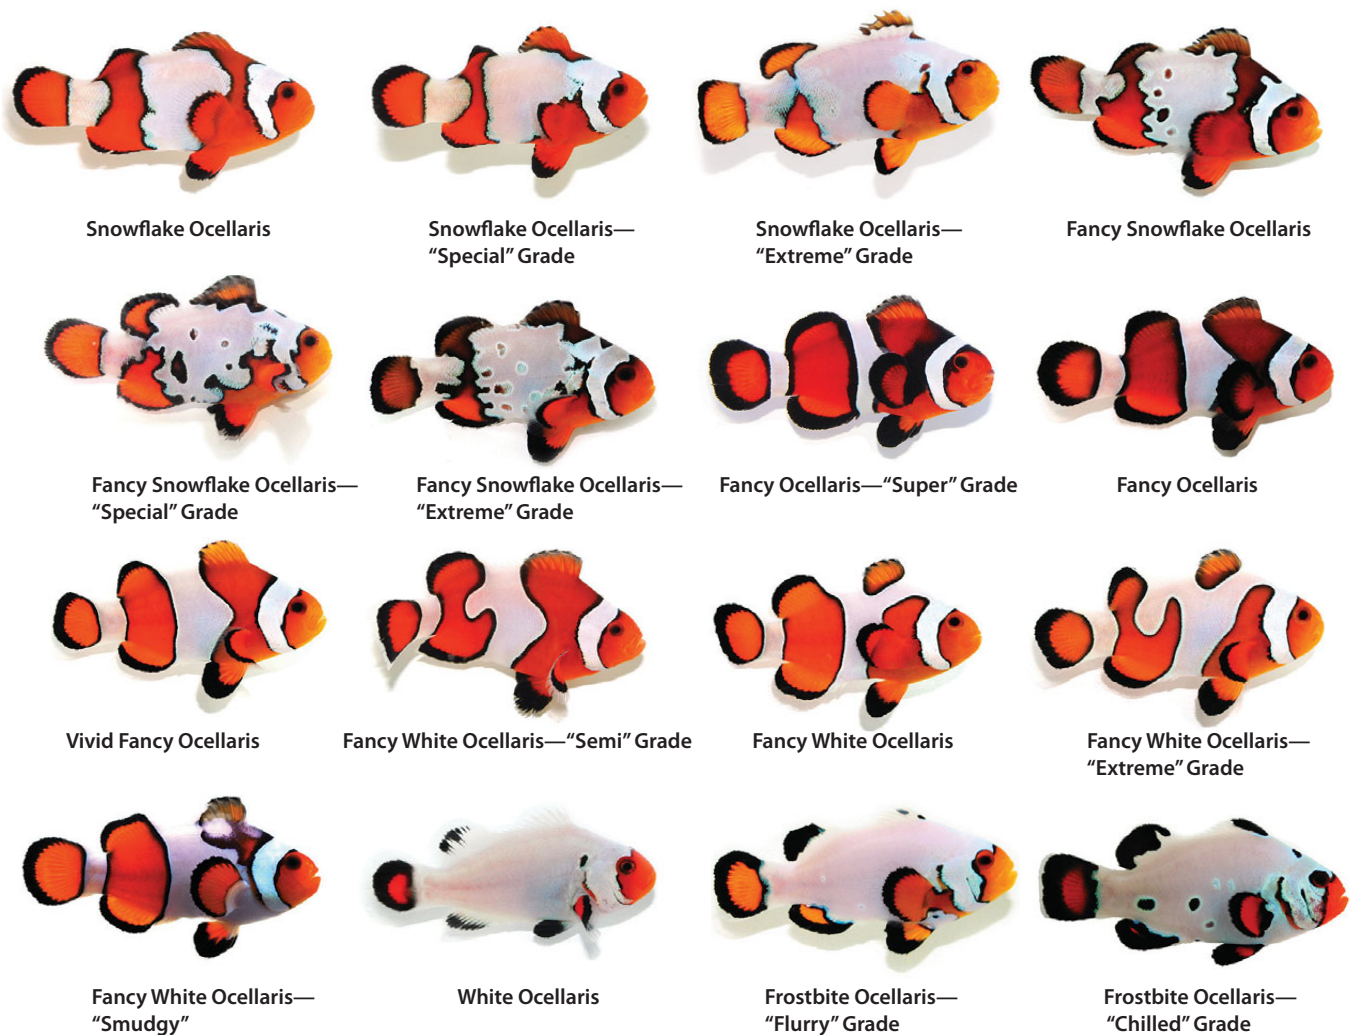 Snowflake Ocellaris
Snowflake Ocellaris—
“Special” Grade
Snowflake Ocellaris—
“Extreme” Grade
Fancy Snowflake Ocellaris
Fancy Snowflake Ocellaris—
“Special” Grade
Fancy Snowflake Ocellaris—
“Extreme” Grade
Fancy Ocellaris—“Super” Grade
Fancy Ocellaris
Vivid Fancy Ocellaris
Fancy White Ocellaris—“Semi” Grade
Fancy White Ocellaris
Fancy White Ocellaris—
“Extreme” Grade
Fancy White Ocellaris—
“Smudgy”
White Ocellaris
Frostbite Ocellaris—
“Flurry” Grade
Frostbite Ocellaris—
“Chilled” Grade